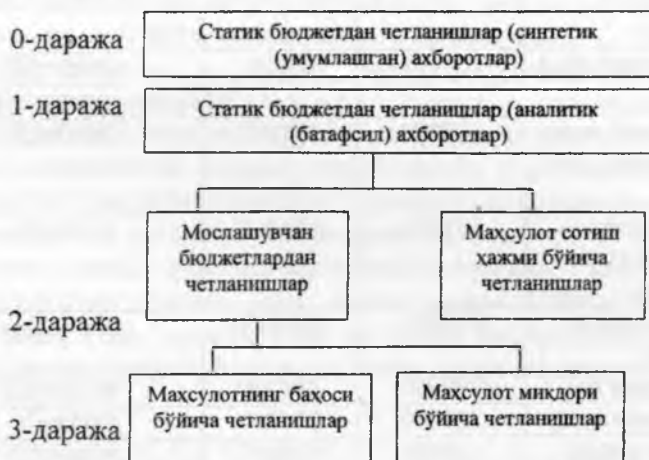 0-даража
Статик бюджетдан четланишлар (синтетик
(умумлашган) ахборотлар)
1-даража
Статик бюджетдан четланишлар (аналитик
(батафсил) ахборотлар)
Мослашувчан
бюджетлардан
четланишлар
Маҳсулот сотиш
ҳажми бўйича
четланишлар
2-даража
Маҳсулотнинг баҳоси
бўйича четланишлар
Маҳсулот миқдори
бўйича четланишлар
3-даража